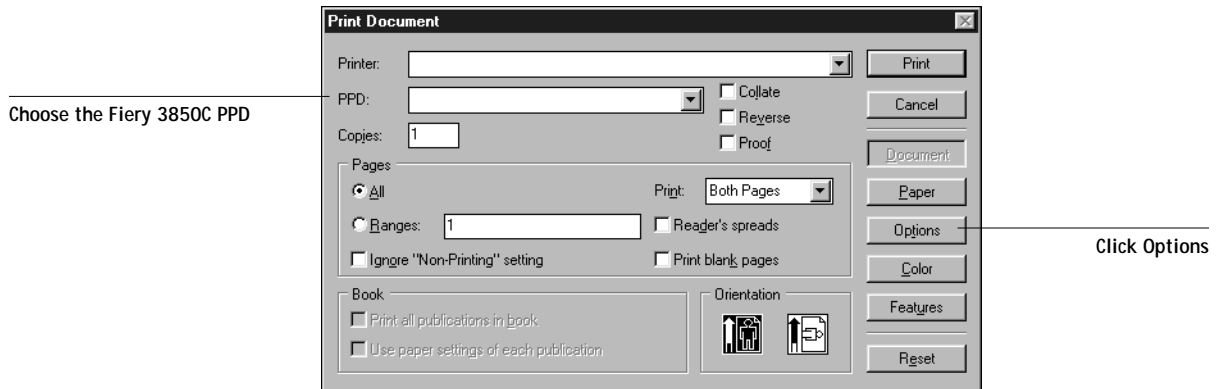 Print Document
Printer:
Print
Choose the Fiery 3850C PPD
PPD:
Collate
Cancel
Reverse
Copies:
1
Proof
Document
Pages
All
Print:
Both Pages
Paper
Ranges:
1
Reader's spreads
Options
Click Options
Ignore "Non-Printing" setting
Print blank pages
Color
Book
Orientation
Features
Print all publications in book
Use paper settings of each publication
Reset